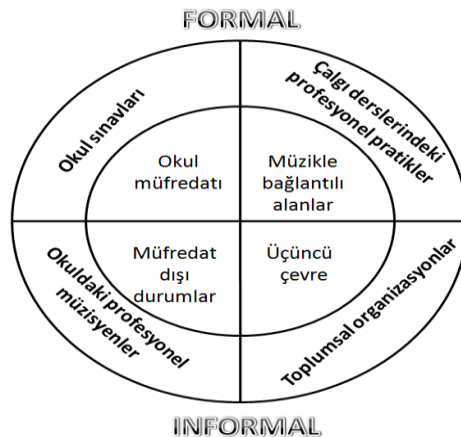 FORMAL
Okul sınavları
Çalgı derslerindeki
profesyonel pratikler
Okul
müfredatı
Müzikle
bağlantılı
alanlar
Müfredat
dışı
durumlar
Üçüncü
çevre
Okuldaki profesyonel
müzisyenler
Toplumsal organizasyonlar
INFORMAL